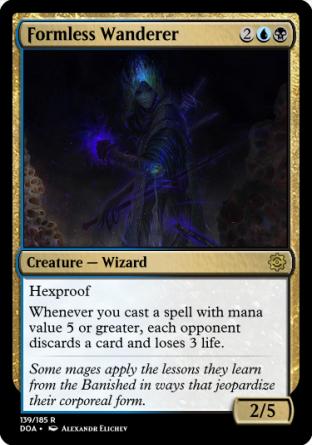 Formless Wanderer 2
Creature — Wizard
Hexproof
Whenever you cast a spell with mana
value 5 or greater, each opponent
discards a card and loses 3 life.
Some mages apply the lessons they learn
from the Banished in ways that jeopardize
their corporeal form.
2/5
139/185 R
DOA • Alexandr Elichev